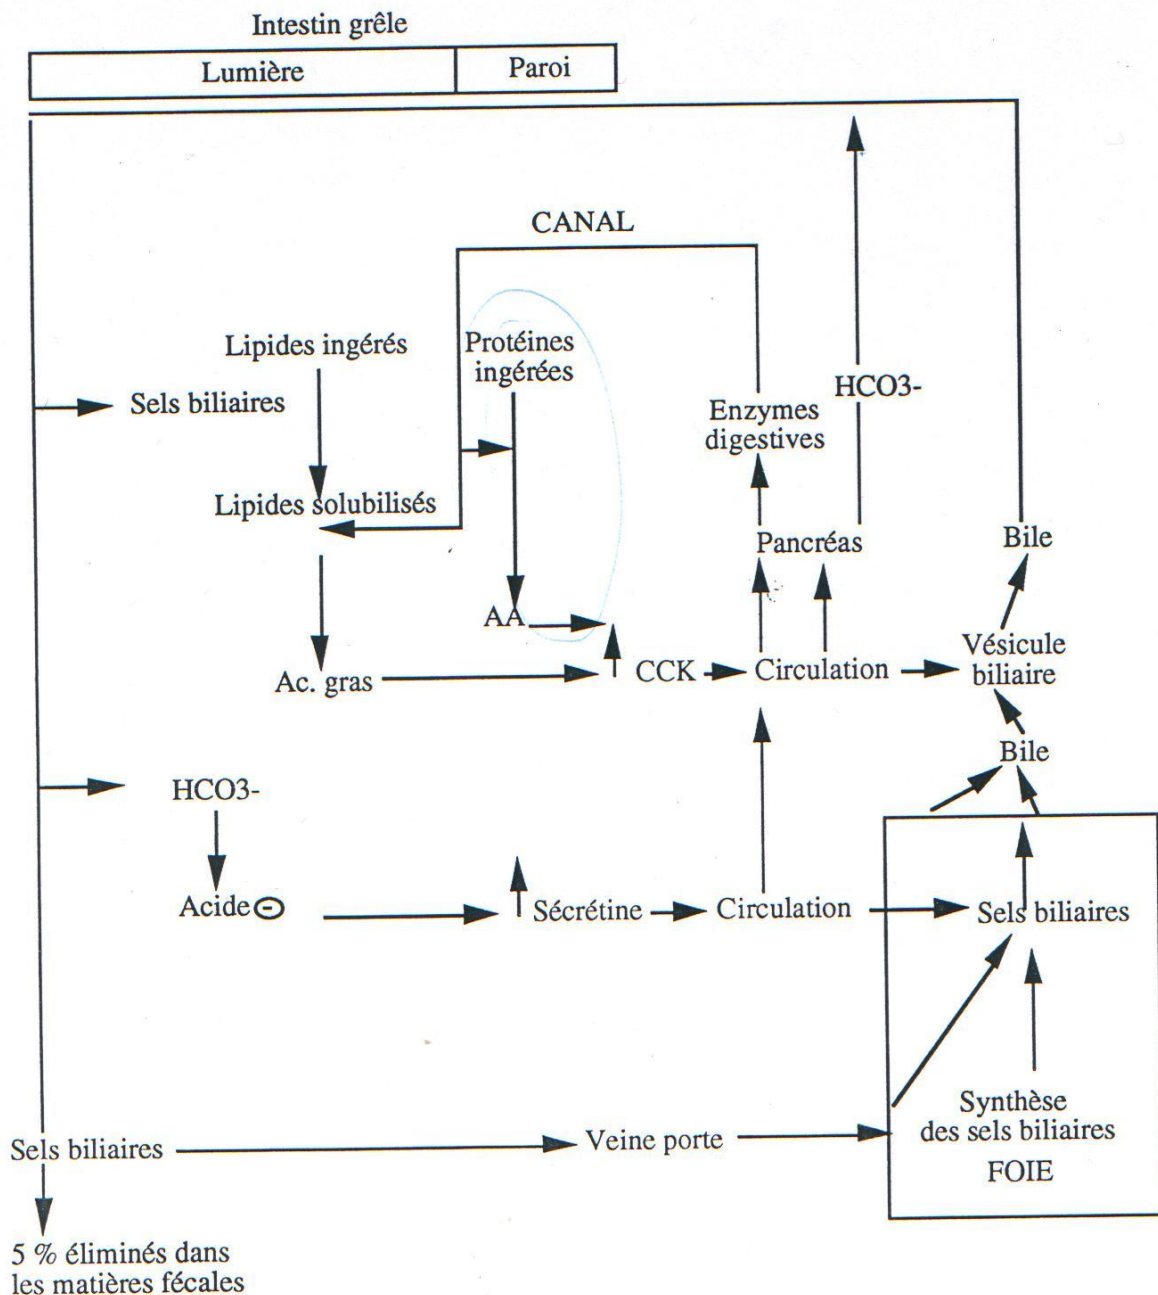 Intestin grêle
Lumière
Paroi
CANAL
Lipides ingérés
Protéines
ingérées
Sels biliaires
HCO3-
Enzymes
digestives
Lipides solubilisés
Pancréas
Bile
AA
Ac. gras
CCK
Circulation
Vésicule
biliaire
Bile
HCO3-
Acide -
Sécrétine
Circulation
Sels biliaires
Synthèse
des sels biliaires
FOIE
Sels biliaires
Veine porte
5 % éliminés dans
les matières fécales